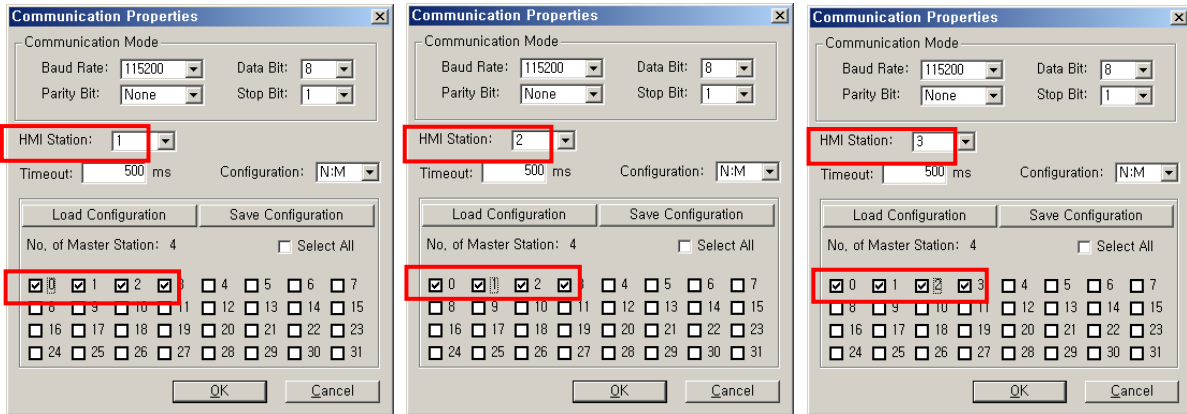 Communication Properties
Communication Mode
Baud Rate: 115200 Data Bit: 8
Parity Bit: None Stop Bit: 1
HMI Station: 1
Timeout: 500 ms Configuration: N:M
Load Configuration Save Configuration
No, of Master Station: 4 Select All
0 1 2 3 4 5 6 7
8 9 10 11 12 13 14 15
16 17 18 19 20 21 22 23
24 25 26 27 28 29 30 31
OK Cancel
Communication Properties
Communication Mode
Baud Rate: 115200 Data Bit: 8
Parity Bit: None Stop Bit: 1
HMI Station: 2
Timeout: 500 ms Configuration: N:M
Load Configuration Save Configuration
No, of Master Station: 4 Select All
0 1 2 3 4 5 6 7
8 9 10 11 12 13 14 15
16 17 18 19 20 21 22 23
24 25 26 27 28 29 30 31
OK Cancel
Communication Properties
Communication Mode
Baud Rate: 115200 Data Bit: 8
Parity Bit: None Stop Bit: 1
HMI Station: 3
Timeout: 500 ms Configuration: N:M
Load Configuration Save Configuration
No, of Master Station: 4 Select All
0 1 2 3 4 5 6 7
8 9 10 11 12 13 14 15
16 17 18 19 20 21 22 23
24 25 26 27 28 29 30 31
OK Cancel